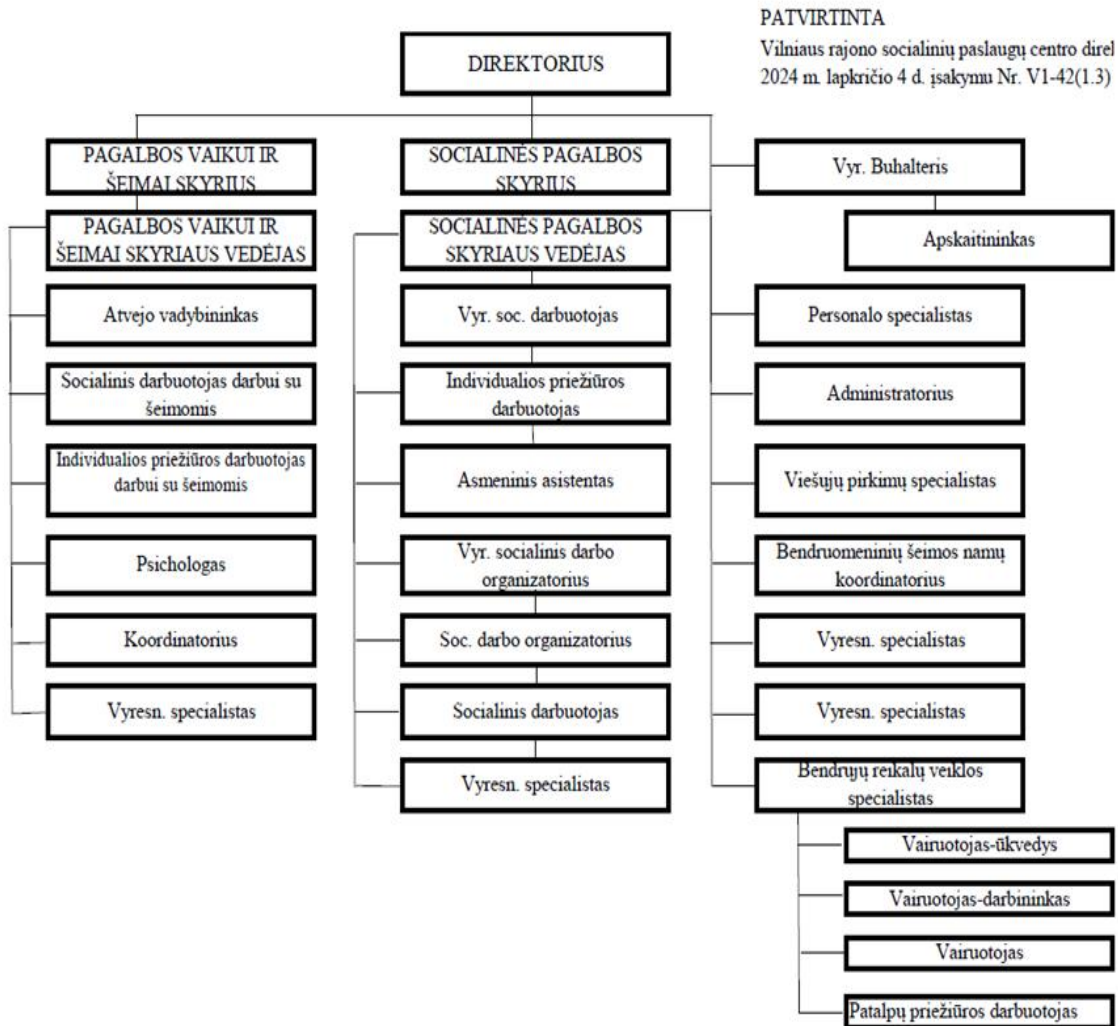 PATVIRTINTA
Vilniaus rajono socialinių paslaugų centro
2024 m. lapkričio 4 d. įsakymu Nr. V1-42(1.3)
DIREKTORIUS
PAGALBOS VAIKUI IR
ŠEIMAI SKYRIUS
PAGALBOS VAIKUI IR
ŠEIMAI SKYRIAUS VEDĖJAS
Atvejo vadybininkas
Socialinis darbuotojas darbui su
šeimomis
Individualios priežiūros darbuotojas
darbui su šeimomis
Psichologas
Koordinatorius
Vyresn. specialistas
SOCIALINĖS PAGALBOS
SKYRIUS
SOCIALINĖS PAGALBOS
SKYRIAUS VEDĖJAS
Vyr. soc. darbuotojas
Individualios priežiūros
darbuotojas
Asmeninis asistentas
Vyr. socialinis darbo
organizatorius
Soc. darbo organizatorius
Socialinis darbuotojas
Vyresn. specialistas
Vyr. Buhalteris
Apskaitininkas
Personalo specialistas
Administratorius
Viešųjų pirkimų specialistas
Bendruomeninių šeimos namų
koordinatorius
Vyresn. specialistas
Vyresn. specialistas
Bendrųjų reikalų veiklos
specialistas
Vairuotojas-ūkvedys
Vairuotojas-darbininkas
Vairuotojas
Patalpų priežiūros darbuotojas